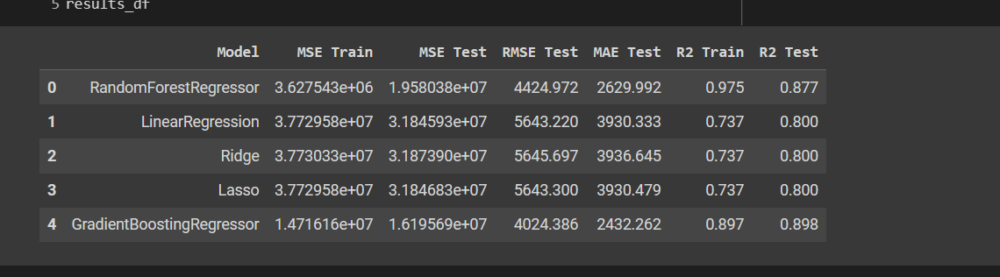 5 results_df
Model MSE Train MSE Test RMSE Test MAE Test R2 Train R2 Test
0 RandomForestRegressor 3.627543e+06 1.958038e+07 4424.972 2629.992 0.975 0.877
1 LinearRegression 3.772958e+07 3.184593e+07 5643.220 3930.333 0.737 0.800
2 Ridge 3.773033e+07 3.187390e+07 5645.697 3936.645 0.737 0.800
3 Lasso 3.772958e+07 3.184683e+07 5643.300 3930.479 0.737 0.800
4 GradientBoostingRegressor 1.471616e+07 1.619569e+07 4024.386 2432.262 0.897 0.898